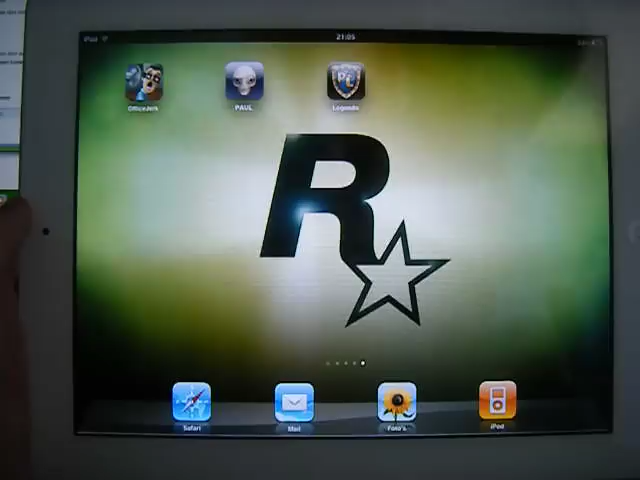 iPad
21:05
OfficeJerk
PAUL
Legends
R
Safari
Mail
Foto's
iPod